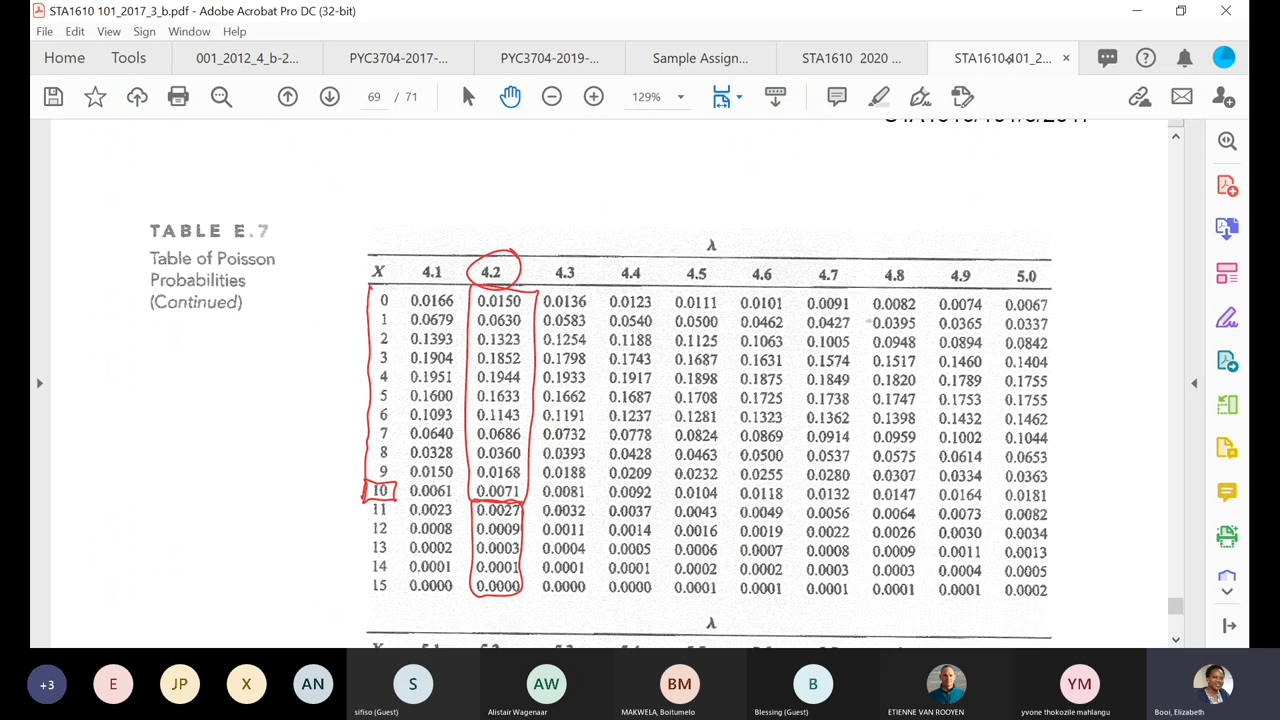 STA1610 101_2017_3_b.pdf - Adobe Acrobat Pro DC (32-bit)
File Edit View Sign Window Help
Home Tools 001_2012_4_b-2... PYC3704-2017-... PYC3704-2019-... Sample Assignm... STA1610 2020 ... STA1610 101_2... ×
69 / 71 129%
TABLE E.7
Table of Poisson
Probabilities
(Continued)
λ
X 4.1 4.2 4.3 4.4 4.5 4.6 4.7 4.8 4.9 5.0
0 0.0166 0.0150 0.0136 0.0123 0.0111 0.0101 0.0091 0.0082 0.0074 0.0067
1 0.0679 0.0630 0.0583 0.0540 0.0500 0.0462 0.0427 0.0395 0.0365 0.0337
2 0.1393 0.1323 0.1254 0.1188 0.1125 0.1063 0.1005 0.0948 0.0894 0.0842
3 0.1904 0.1852 0.1798 0.1743 0.1687 0.1631 0.1574 0.1517 0.1460 0.1404
4 0.1951 0.1944 0.1933 0.1917 0.1898 0.1875 0.1849 0.1820 0.1789 0.1755
5 0.1600 0.1633 0.1662 0.1687 0.1708 0.1725 0.1738 0.1747 0.1753 0.1755
6 0.1093 0.1143 0.1191 0.1237 0.1281 0.1323 0.1362 0.1398 0.1432 0.1462
7 0.0640 0.0686 0.0732 0.0778 0.0824 0.0869 0.0914 0.0959 0.1002 0.1044
8 0.0328 0.0360 0.0393 0.0428 0.0463 0.0500 0.0537 0.0575 0.0614 0.0653
9 0.0150 0.0168 0.0188 0.0209 0.0232 0.0255 0.0280 0.0307 0.0334 0.0363
10 0.0061 0.0071 0.0081 0.0092 0.0104 0.0118 0.0132 0.0147 0.0164 0.0181
11 0.0023 0.0027 0.0032 0.0037 0.0043 0.0049 0.0056 0.0064 0.0073 0.0082
12 0.0008 0.0009 0.0011 0.0014 0.0016 0.0019 0.0022 0.0026 0.0030 0.0034
13 0.0002 0.0003 0.0004 0.0005 0.0006 0.0007 0.0008 0.0009 0.0011 0.0013
14 0.0001 0.0001 0.0001 0.0001 0.0002 0.0002 0.0003 0.0003 0.0004 0.0005
15 0.0000 0.0000 0.0000 0.0000 0.0001 0.0001 0.0001 0.0001 0.0001 0.0002
λ
+3 E JP X AN S AW BM B YM
sifiso (Guest) Alistair Wagenaar MAKWELA, Boitumelo Blessing (Guest) ETIENNE VAN ROOYEN yvone thokozile mahlangu Booi, Elizabeth